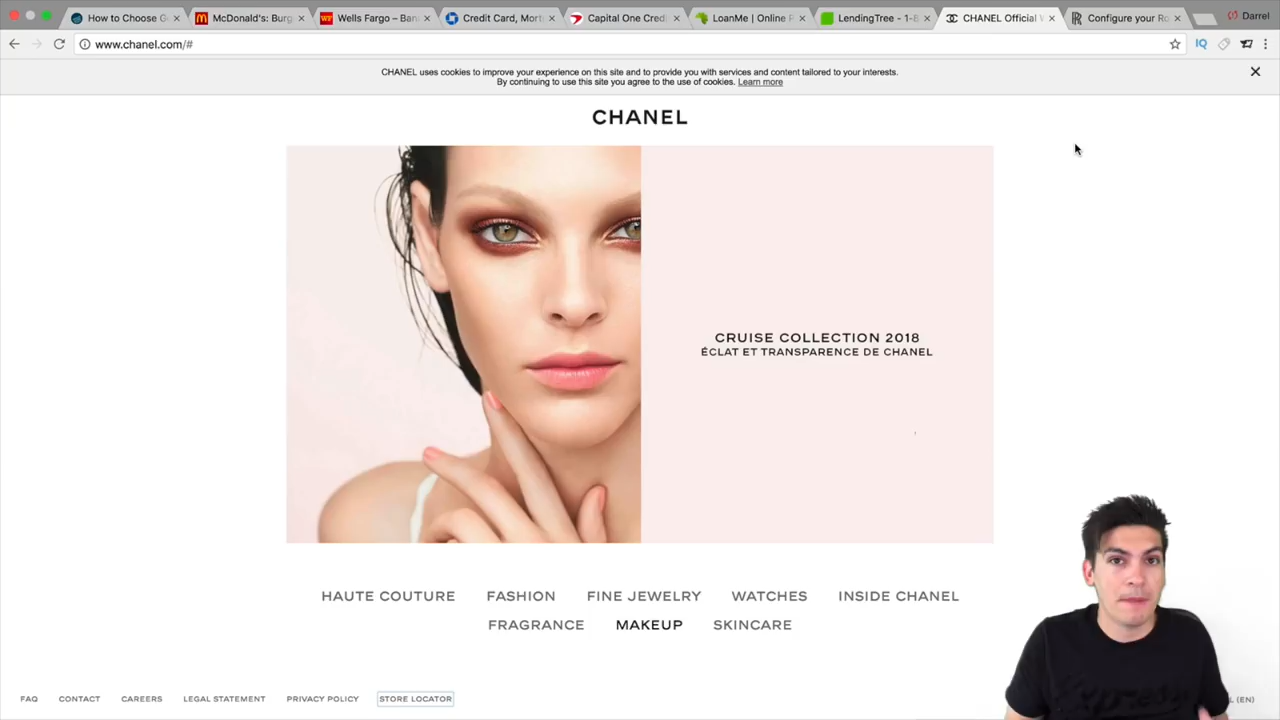 How to Choose G
McDonald's: Burg
Wells Fargo – Ban
Credit Card, Mort
Capital One Cred
LoanMe | Online P
LendingTree - 1-8
CHANEL Official W
Configure your Ro
Darrel
www.chanel.com/#
IQ
CHANEL uses cookies to improve your experience on this site and to provide you with services and content tailored to your interests.
By continuing to use this site you agree to the use of cookies. Learn more
CHANEL
CRUISE COLLECTION 2018
ÉCLAT ET TRANSPARENCE DE CHANEL
HAUTE COUTURE FASHION FINE JEWELRY WATCHES INSIDE CHANEL
FRAGRANCE MAKEUP SKINCARE
FAQ CONTACT CAREERS LEGAL STATEMENT PRIVACY POLICY STORE LOCATOR (EN)